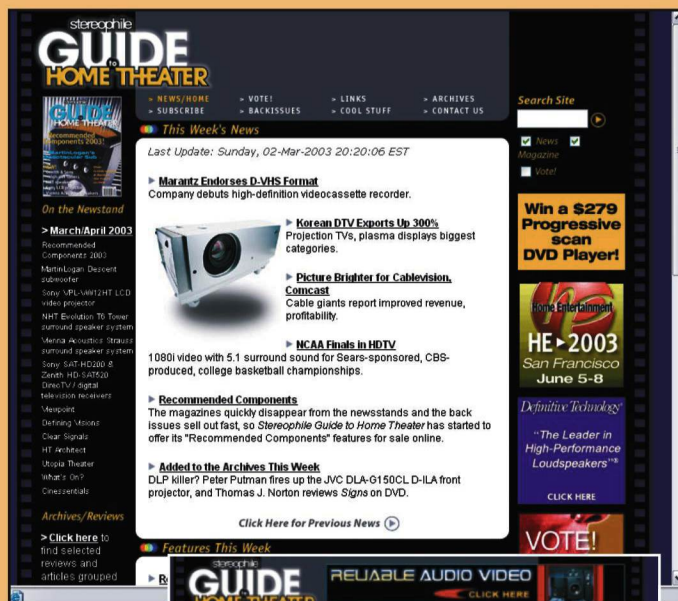 stereophile
GUIDE
to
HOME THEATER
> NEWS/HOME
> VOTE!
> LINKS
> ARCHIVES
> SUBSCRIBE
> BACKISSUES
> COOL STUFF
> CONTACT US
Search Site
News
Magazine
Vote!
GUIDE
HOME THEATER
Recommended
Components 2003!
On the Newsstand
> March/April 2003
Recommended
Components 2003
MartinLogan Descent
subwoofer
Sony VPL-VW12HT LCD
video projector
NHT Evolution T6 Tower
surround speaker system
Vienna Acoustics Strauss
surround speaker system
Sony SAT-HD200 &
Zenith HD-SAT520
DirecTV / digital
television receivers
Viewpoint
Defining Visions
Clear Signals
HT Architect
Utopia Theater
What's On?
Cinessentials
Archives/Reviews
> Click here to
find selected
reviews and
articles grouped
This Week's News
Last Update: Sunday, 02-Mar-2003 20:20:06 EST
Marantz Endorses D-VHS Format
Company debuts high-definition videocassette recorder.
Korean DTV Exports Up 300%
Projection TVs, plasma displays biggest
categories.
Picture Brighter for Cablevision,
Comcast
Cable giants report improved revenue,
profitability.
NCAA Finals in HDTV
1080i video with 5.1 surround sound for Sears-sponsored, CBS-
produced, college basketball championships.
Recommended Components
The magazines quickly disappear from the newsstands and the back
issues sell out fast, so Stereophile Guide to Home Theater has started to
offer its "Recommended Components" features for sale online.
Added to the Archives This Week
DLP killer? Peter Putman fires up the JVC DLA-G150CL D-ILA front
projector, and Thomas J. Norton reviews Signs on DVD.
Click Here for Previous News
Features This Week
Win a $279
Progressive
scan
DVD Player!
Home Entertainment
he
HE 2003
San Francisco
June 5-8
Definitive Technology
"The Leader in
High-Performance
Loudspeakers"®
CLICK HERE
VOTE!
stereophile
GUIDE
HOME THEATER
RELIABLE AUDIO VIDEO
CLICK HERE